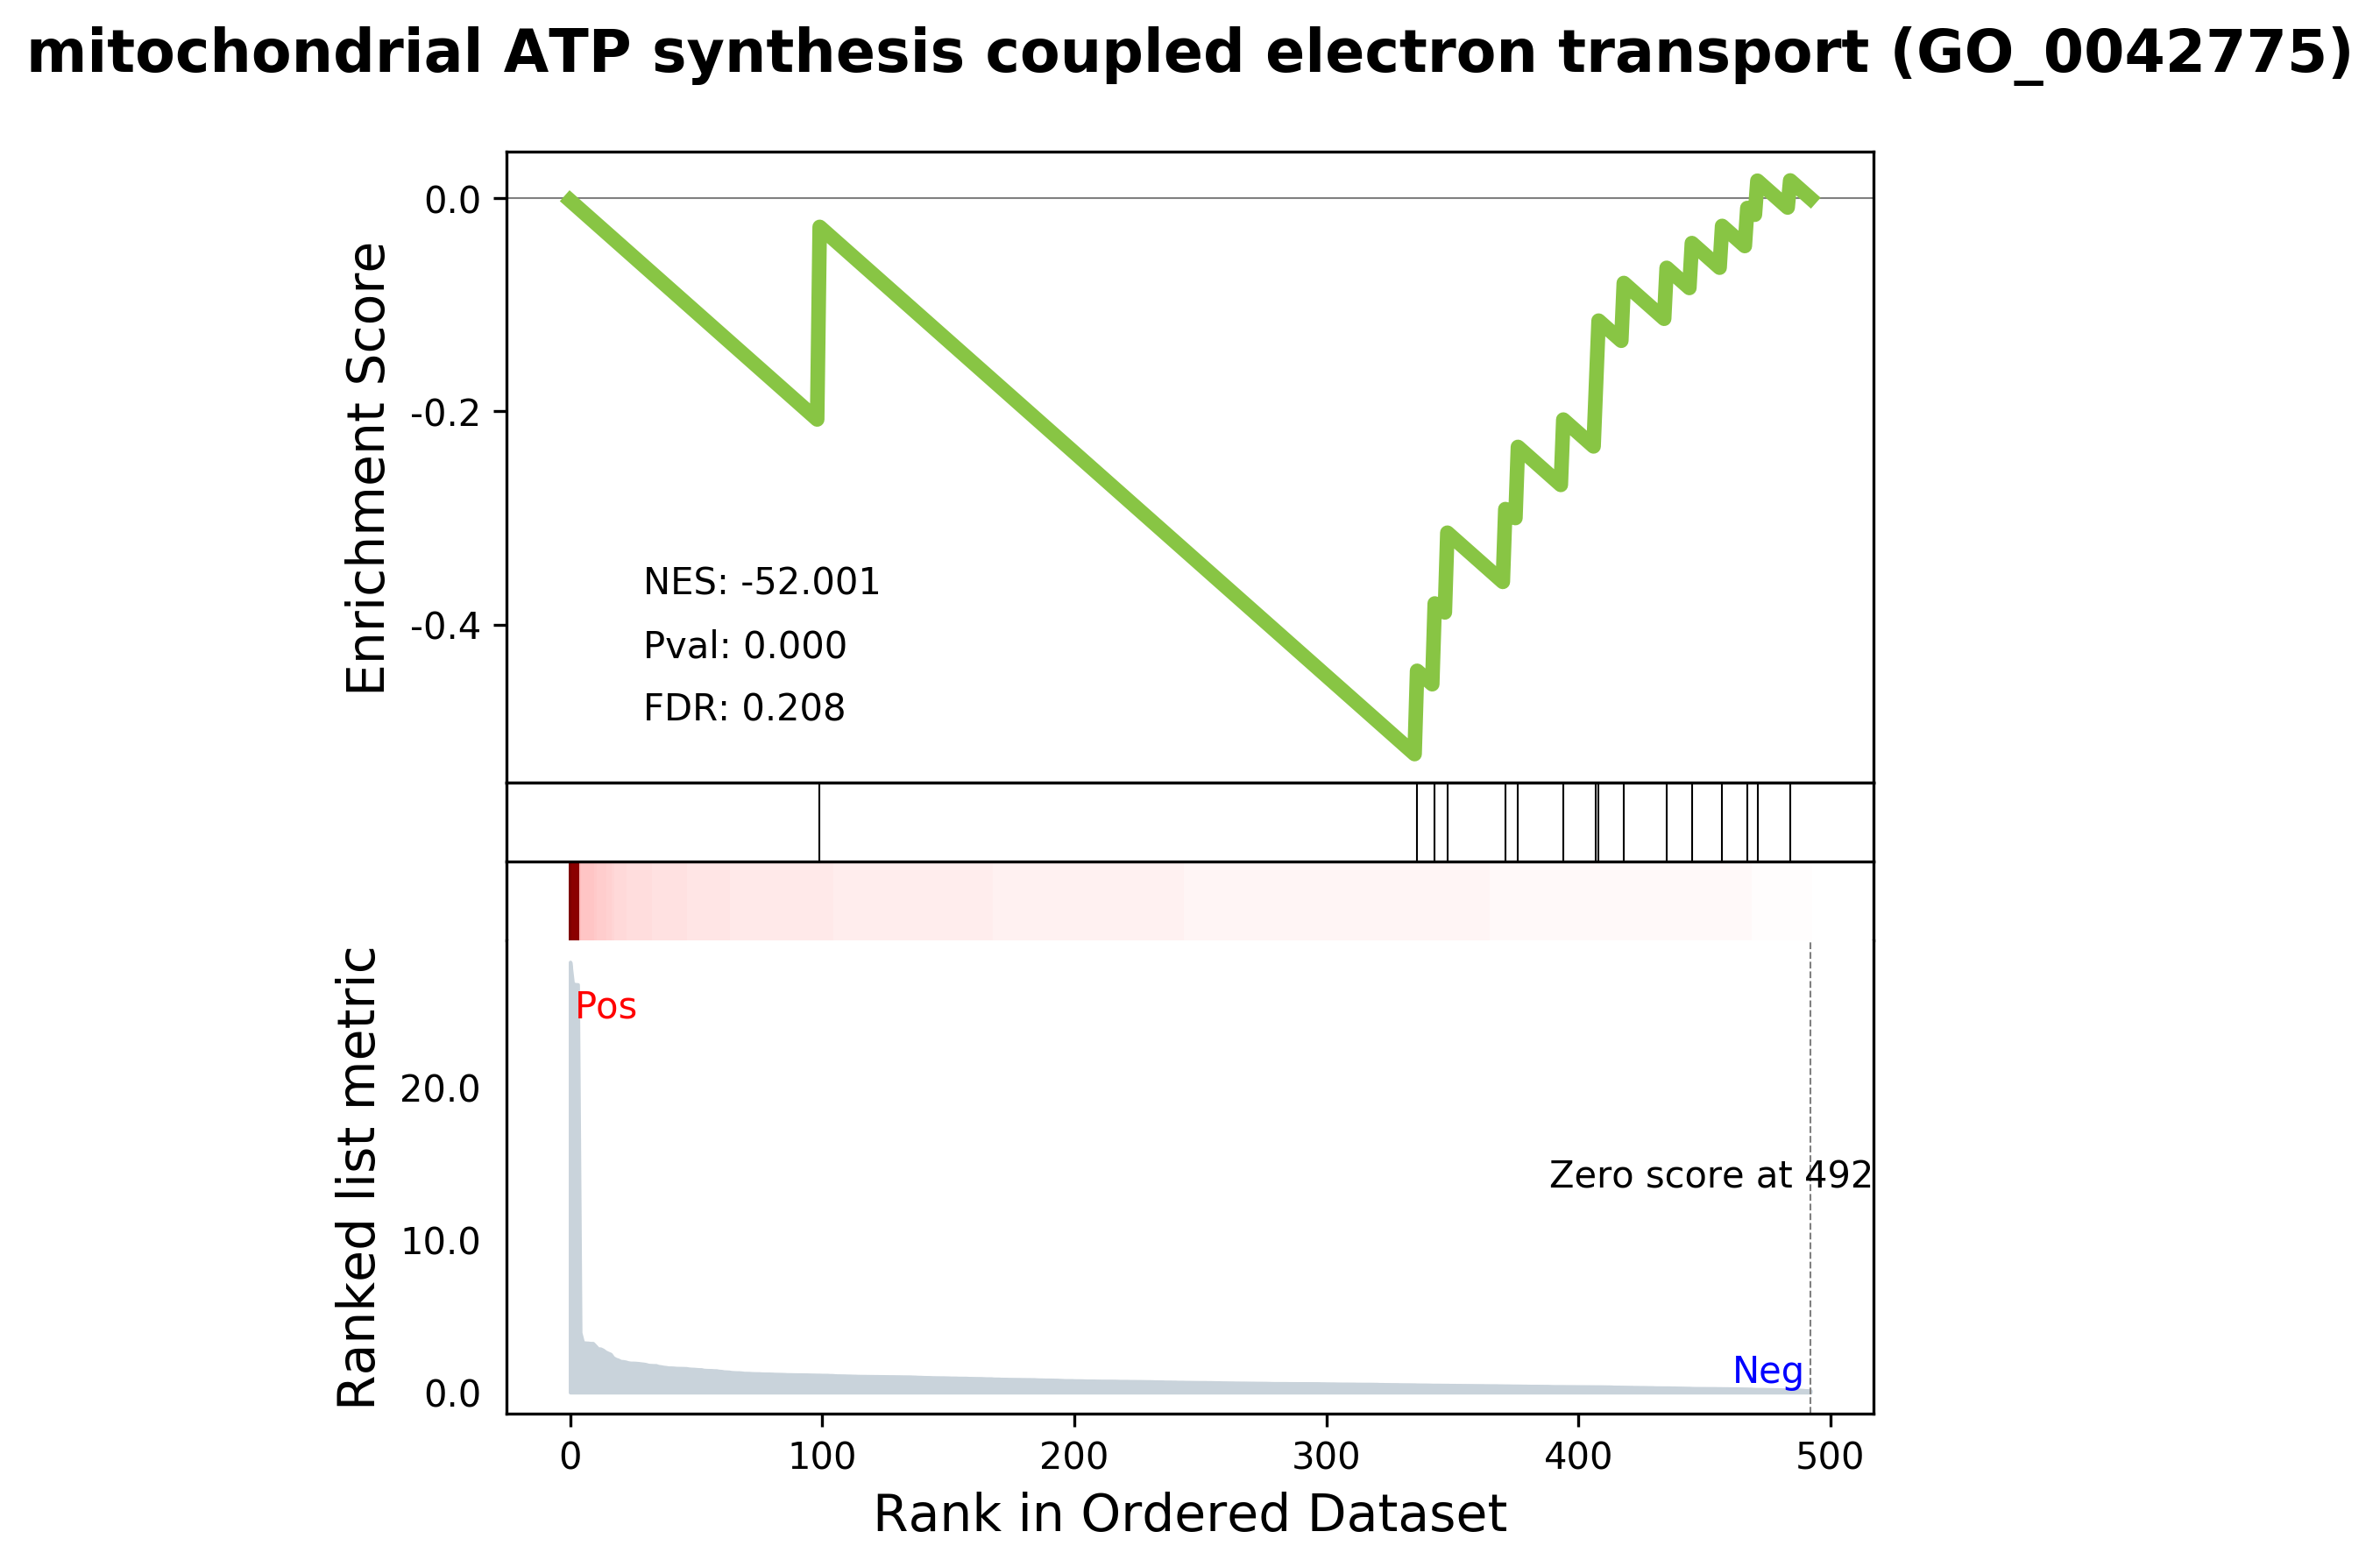 mitochondrial ATP synthesis coupled electron transport (GO_0042775)
Enrichment Score
0.0
-0.2
-0.4
NES: -52.001
Pval: 0.000
FDR: 0.208
Ranked list metric
Pos
20.0
Zero score at 492
10.0
Neg
0.0
0 100 200 300 400 500
Rank in Ordered Dataset